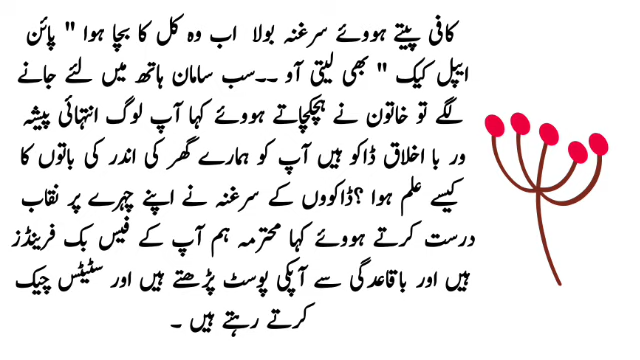 کافی پیتے ہووئے سرغنہ بولا اب وہ کل کا بچا ہوا " پائن
ایپل کیک " بھی لیتی آو ۔۔سب سامان ہاتھ میں لئے جانے
لگے تو خاتون نے ہچکچاتے ہووئے کہا آپ لوگ انتہائی پیشہ
ور با اخلاق ڈاکو ہیں آپ کو ہمارے گھر کی اندر کی باتوں کا
کیسے علم ہوا ؟ڈاکووں کے سرغنہ نے اپنے چہرے پر نقاب
درست کرتے ہووئے کہا محترمہ ہم آپ کے فیس بک فرینڈز
ہیں اور باقاعدگی سے آپکی پوسٹ پڑھتے ہیں اور سٹیٹس چیک
کرتے رہتے ہیں ۔